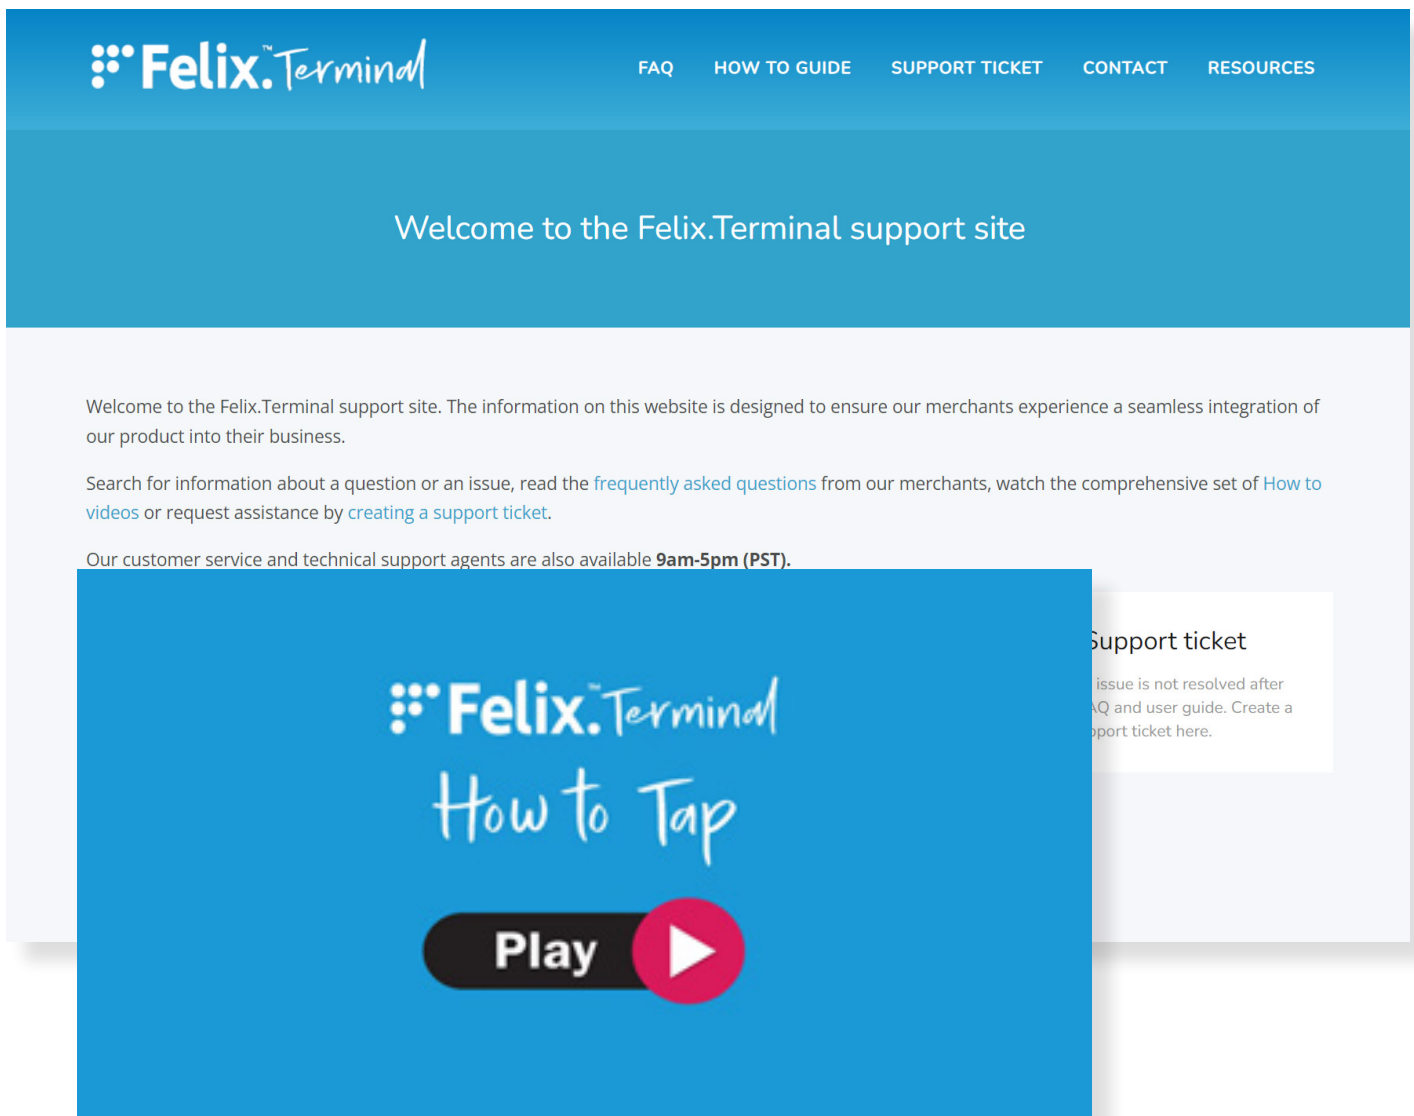 Felix.™Terminal
FAQ HOW TO GUIDE SUPPORT TICKET CONTACT RESOURCES
Welcome to the Felix.Terminal support site
Welcome to the Felix.Terminal support site. The information on this website is designed to ensure our merchants experience a seamless integration of
our product into their business.
Search for information about a question or an issue, read the frequently asked questions from our merchants, watch the comprehensive set of How to
videos or request assistance by creating a support ticket.
Our customer service and technical support agents are also available 9am-5pm (PST).
Support ticket
issue is not resolved after
and user guide. Create a
ticket here.
Felix.™Terminal
How to Tap
Play